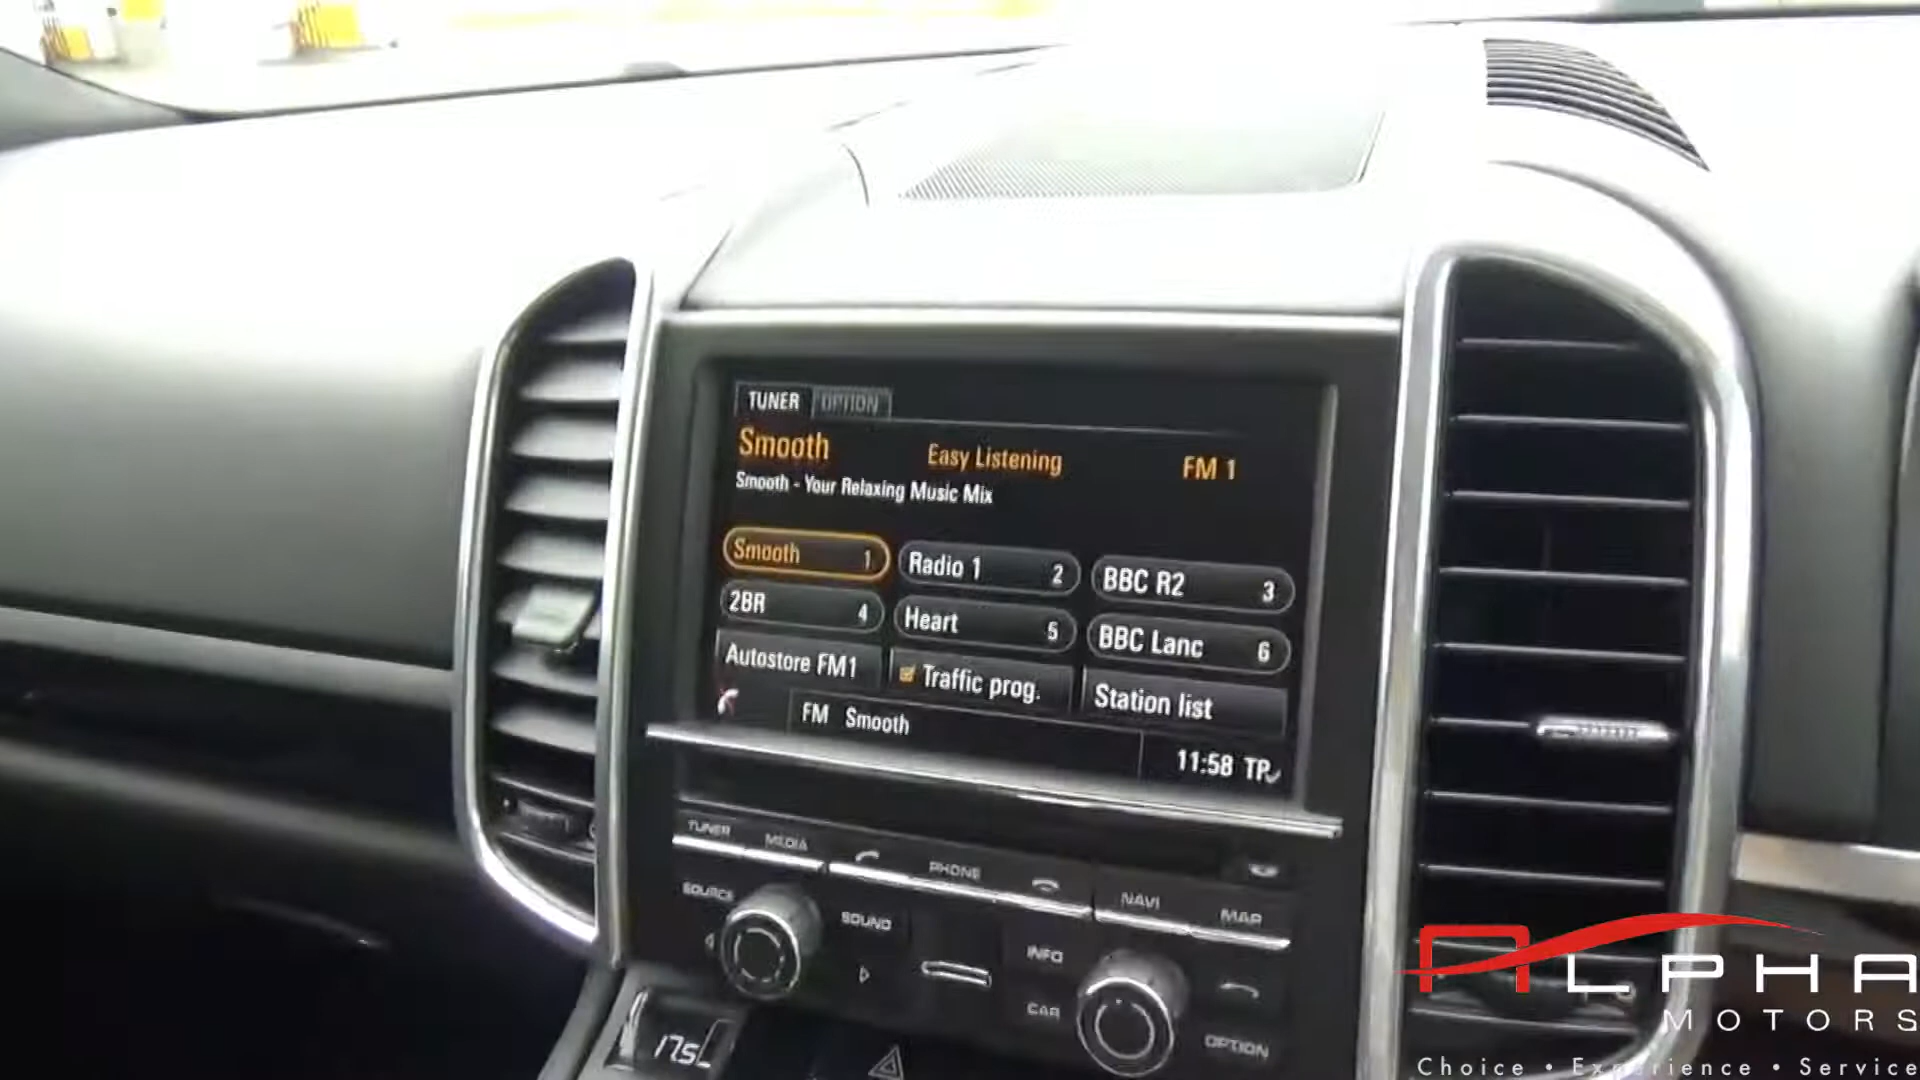 TUNER OPTION
Smooth Easy Listening FM 1
Smooth - Your Relaxing Music Mix
Smooth 1 Radio 1 2 BBC R2 3
2BR 4 Heart 5 BBC Lanc 6
Autostore FM1 Traffic prog. Station list
FM Smooth
11:58 TP
TUNER MEDIA PHONE NAVI MAP
SOURCE SOUND INFO
CAR OPTION
17.5
ALPHA
MOTORS
Choice • Experience • Service